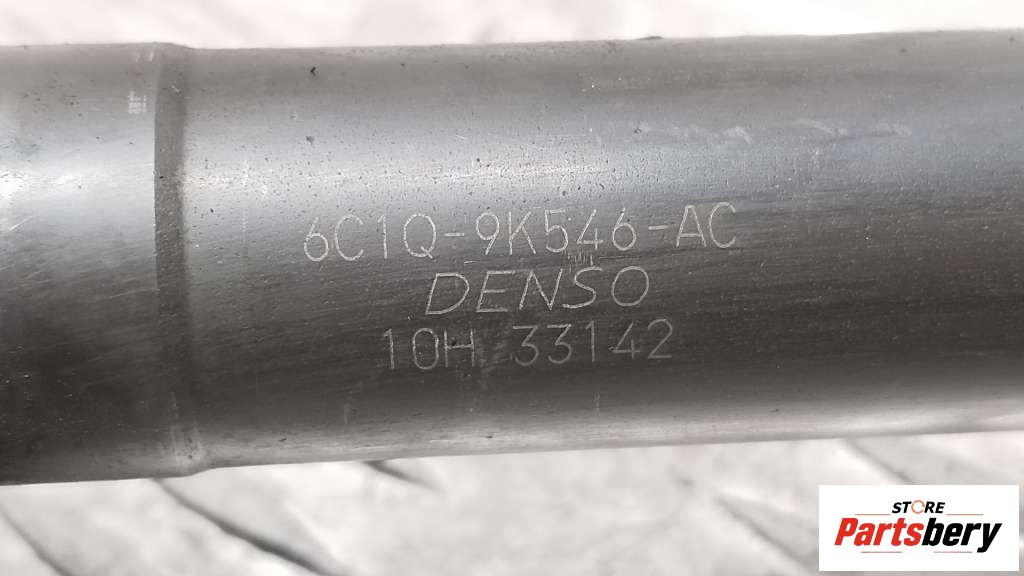 6C1Q-9K546-AC
DENSO
10H 33142
STORE
Partsbery